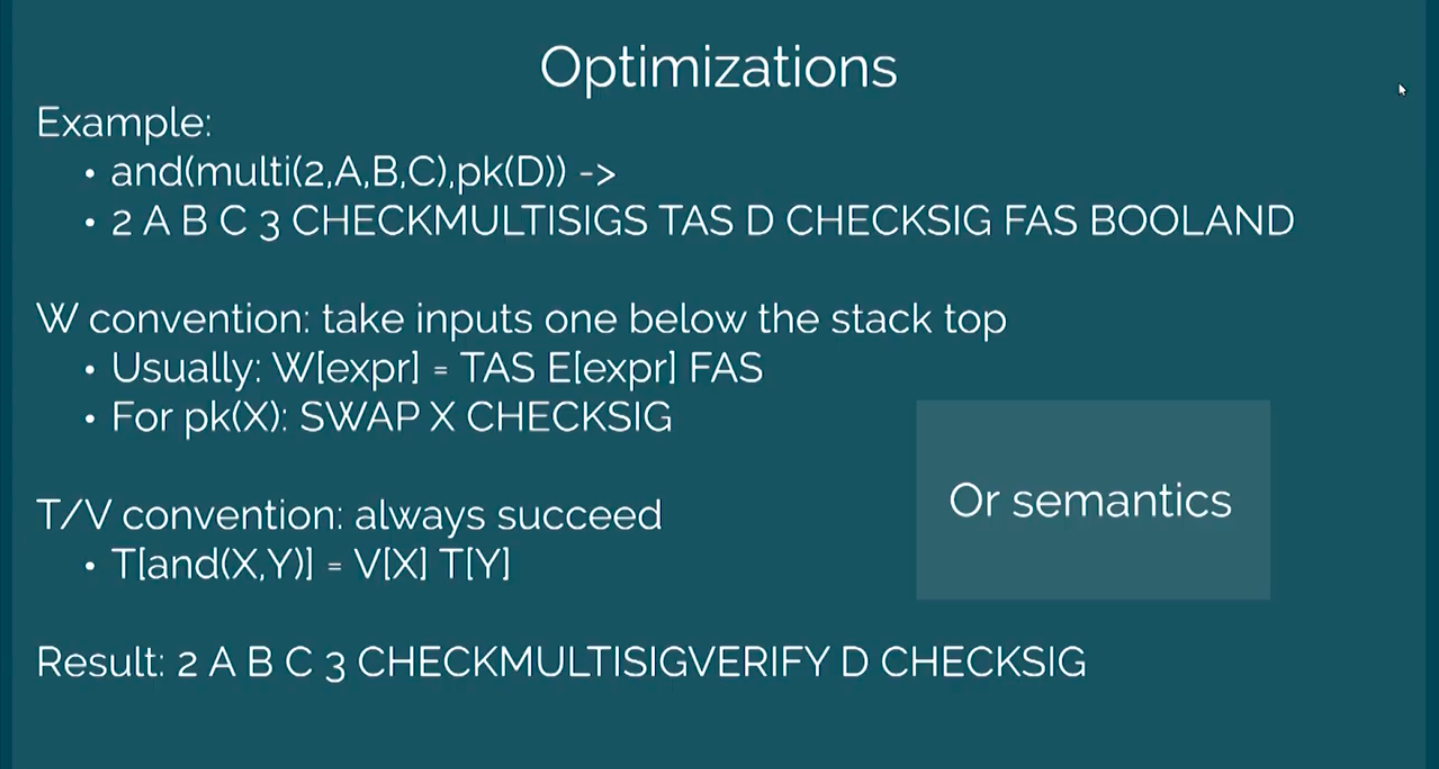 Optimizations
Example:
• and(multi(2,A,B,C),pk(D)) ->
• 2 A B C 3 CHECKMULTISIGS TAS D CHECKSIG FAS BOOLAND
W convention: take inputs one below the stack top
• Usually: W[expr] = TAS E[expr] FAS
• For pk(X): SWAP X CHECKSIG
T/V convention: always succeed
• T[and(X,Y)] = V[X] T[Y]
Or semantics
Result: 2 A B C 3 CHECKMULTISIGVERIFY D CHECKSIG